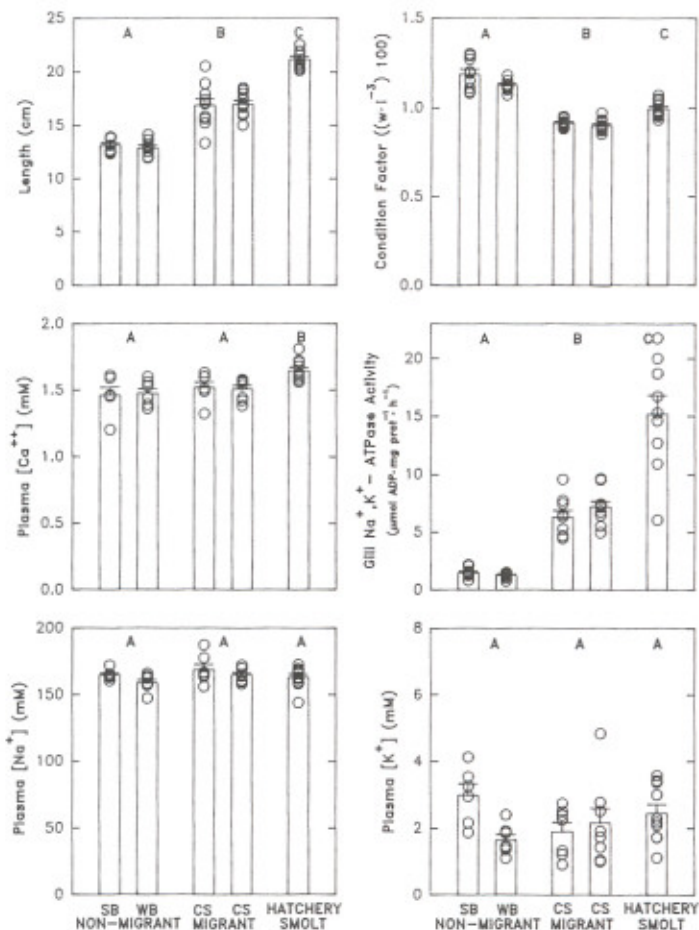 Length (cm)
25
20
15
10
5
0
A
B
C
Condition Factor ((w·l⁻³) 100)
1.5
1.0
0.5
0.0
A
B
C
Plasma [Ca⁺⁺] (mM)
2.0
1.5
1.0
0.0
A
A
B
Gill Na⁺,K⁺ – ATPase Activity
(μmol ADP·mg prot⁻¹·h⁻¹)
20
15
10
5
0
A
B
C
Plasma [Na⁺] (mM)
200
150
100
50
0
A
A
A
Plasma [K⁺] (mM)
8
6
4
2
0
A
A
A
SB WB CS CS HATCHERY
NON-MIGRANT MIGRANT SMOLT
SB WB CS CS HATCHERY
NON-MIGRANT MIGRANT SMOLT